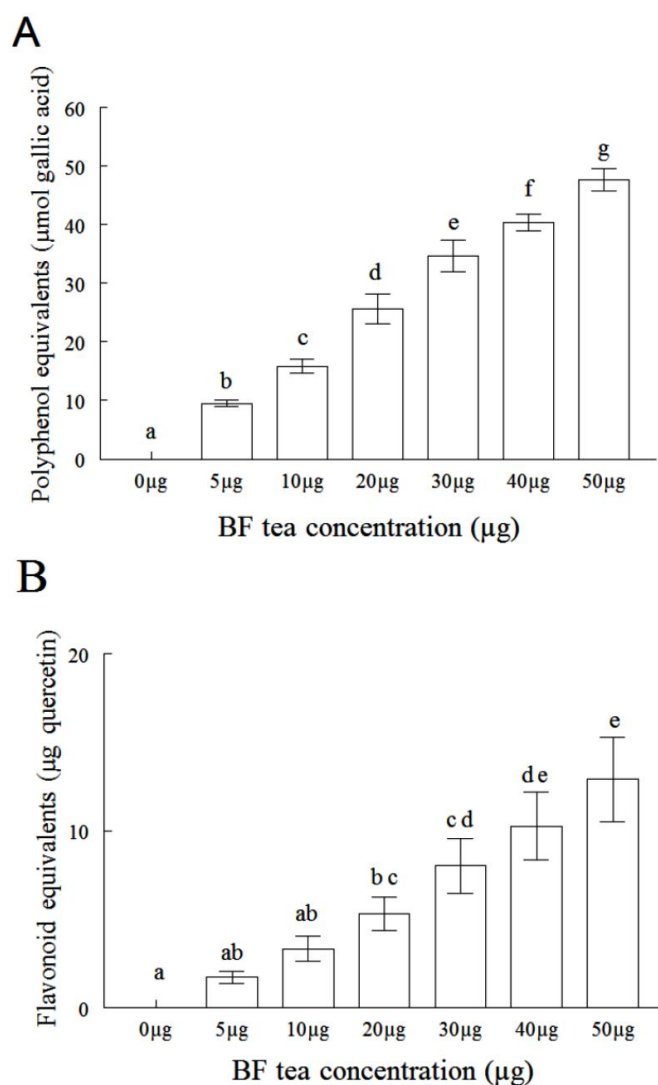 A
Polyphenol equivalents (µmol gallic acid)
60
50
40
30
20
10
0
a
b
c
d
e
f
g
0µg 5µg 10µg 20µg 30µg 40µg 50µg
BF tea concentration (µg)
B
Flavonoid equivalents (µg quercetin)
20
10
0
a
ab
ab
b c
c d
d e
e
0µg 5µg 10µg 20µg 30µg 40µg 50µg
BF tea concentration (µg)